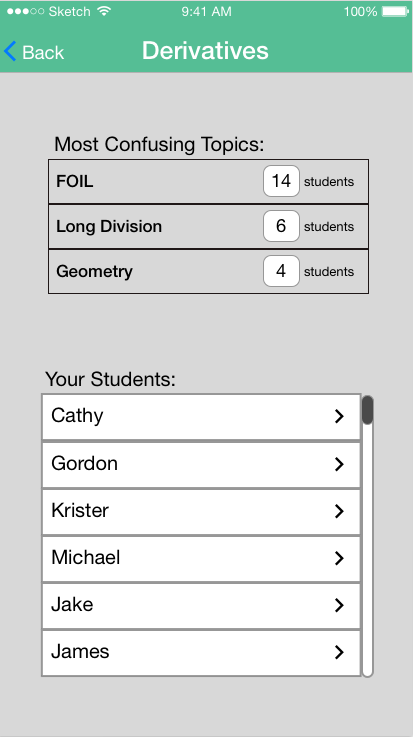 Sketch 9:41 AM 100%
Back Derivatives
Most Confusing Topics:
FOIL 14 students
Long Division 6 students
Geometry 4 students
Your Students:
Cathy
Gordon
Krister
Michael
Jake
James